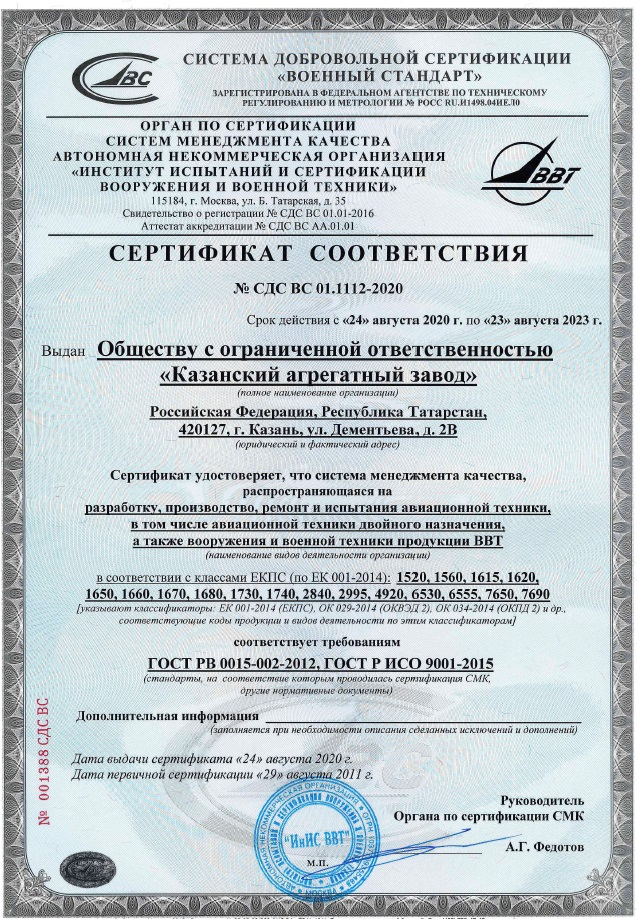 ВС
СИСТЕМА ДОБРОВОЛЬНОЙ СЕРТИФИКАЦИИ
«ВОЕННЫЙ СТАНДАРТ»
ЗАРЕГИСТРИРОВАНА В ФЕДЕРАЛЬНОМ АГЕНТСТВЕ ПО ТЕХНИЧЕСКОМУ
РЕГУЛИРОВАНИЮ И МЕТРОЛОГИИ № РОСС RU.И1498.04ИЕЛ0
ОРГАН ПО СЕРТИФИКАЦИИ
СИСТЕМ МЕНЕДЖМЕНТА КАЧЕСТВА
АВТОНОМНАЯ НЕКОММЕРЧЕСКАЯ ОРГАНИЗАЦИЯ
«ИНСТИТУТ ИСПЫТАНИЙ И СЕРТИФИКАЦИИ
ВООРУЖЕНИЯ И ВОЕННОЙ ТЕХНИКИ»
115184, г. Москва, ул. Б. Татарская, д. 35
Свидетельство о регистрации № СДС ВС 01.01-2016
Аттестат аккредитации № СДС ВС АА.01.01
ВВТ
СЕРТИФИКАТ СООТВЕТСТВИЯ
№ СДС ВС 01.1112-2020
Срок действия с «24» августа 2020 г. по «23» августа 2023 г.
Выдан Обществу с ограниченной ответственностью
«Казанский агрегатный завод»
(полное наименование организации)
Российская Федерация, Республика Татарстан,
420127, г. Казань, ул. Дементьева, д. 2В
(юридический и фактический адрес)
Сертификат удостоверяет, что система менеджмента качества,
распространяющаяся на
разработку, производство, ремонт и испытания авиационной техники,
в том числе авиационной техники двойного назначения,
а также вооружения и военной техники продукции ВВТ
(наименование видов деятельности организации)
в соответствии с классами ЕКПС (по ЕК 001-2014): 1520, 1560, 1615, 1620,
1650, 1660, 1670, 1680, 1730, 1740, 2840, 2995, 4920, 6530, 6555, 7650, 7690
[указывают классификаторы: ЕК 001-2014 (ЕКПС), ОК 029-2014 (ОКВЭД 2), ОК 034-2014 (ОКПД 2) и др.,
соответствующие коды продукции и видов деятельности по этим классификаторам]
соответствует требованиям
ГОСТ РВ 0015-002-2012, ГОСТ Р ИСО 9001-2015
(стандарты, на соответствие которым проводилась сертификация СМК,
другие нормативные документы)
Дополнительная информация
(заполняется при необходимости описания сделанных исключений и дополнений)
Дата выдачи сертификата «24» августа 2020 г.
Дата первичной сертификации «29» августа 2011 г.
№ 001388 СДС ВС
Руководитель
Органа по сертификации СМК
"ИнИС ВВТ"
М.П.
МОСКВА
А.Г. Федотов